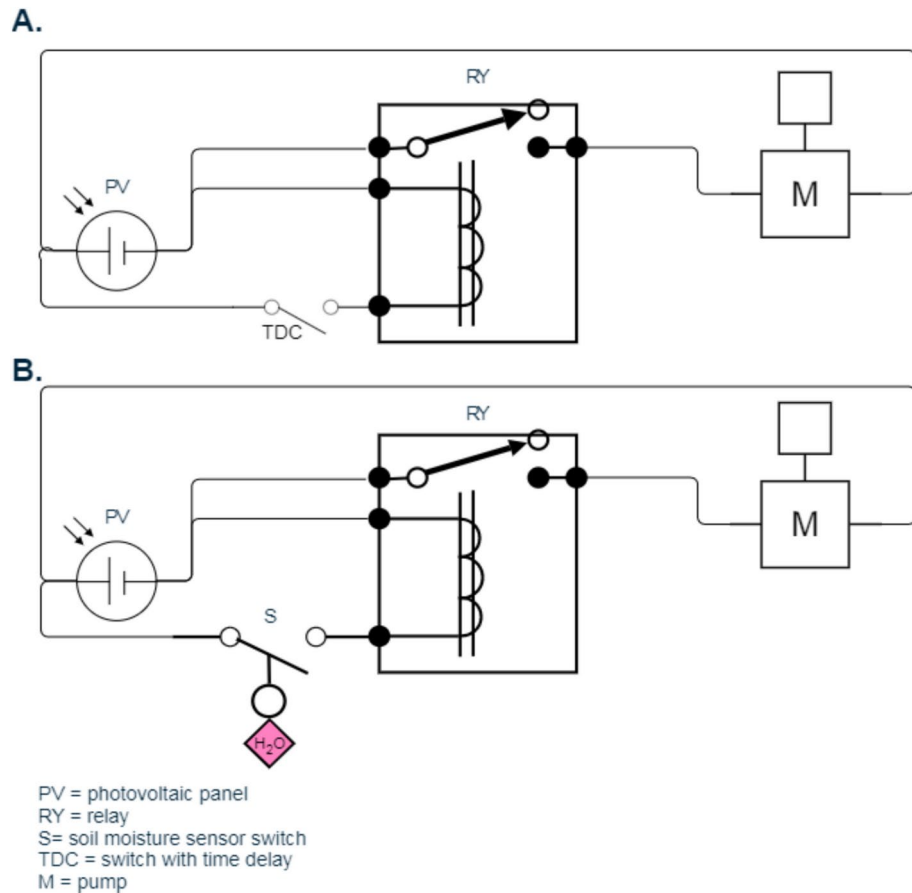 A.
RY
PV
M
TDC
B.
RY
PV
M
S
H₂O
PV = photovoltaic panel
RY = relay
S= soil moisture sensor switch
TDC = switch with time delay
M = pump